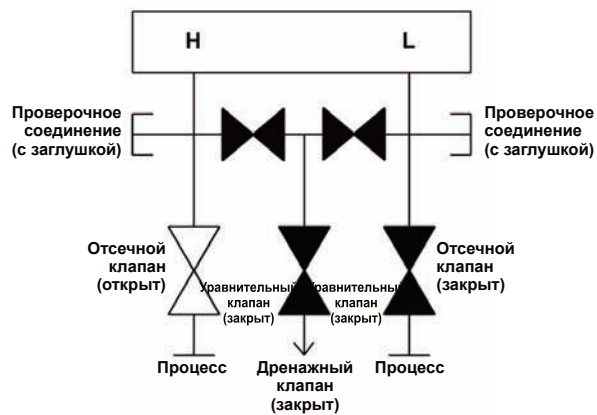 H
L
Проверочное
соединение
(с заглушкой)
Проверочное
соединение
(с заглушкой)
Отсечной
клапан
(открыт)
Уравнительный
клапан
(закрыт)
Уравнительный
клапан
(закрыт)
Отсечной
клапан
(закрыт)
Процесс
Дренажный
клапан
(закрыт)
Процесс